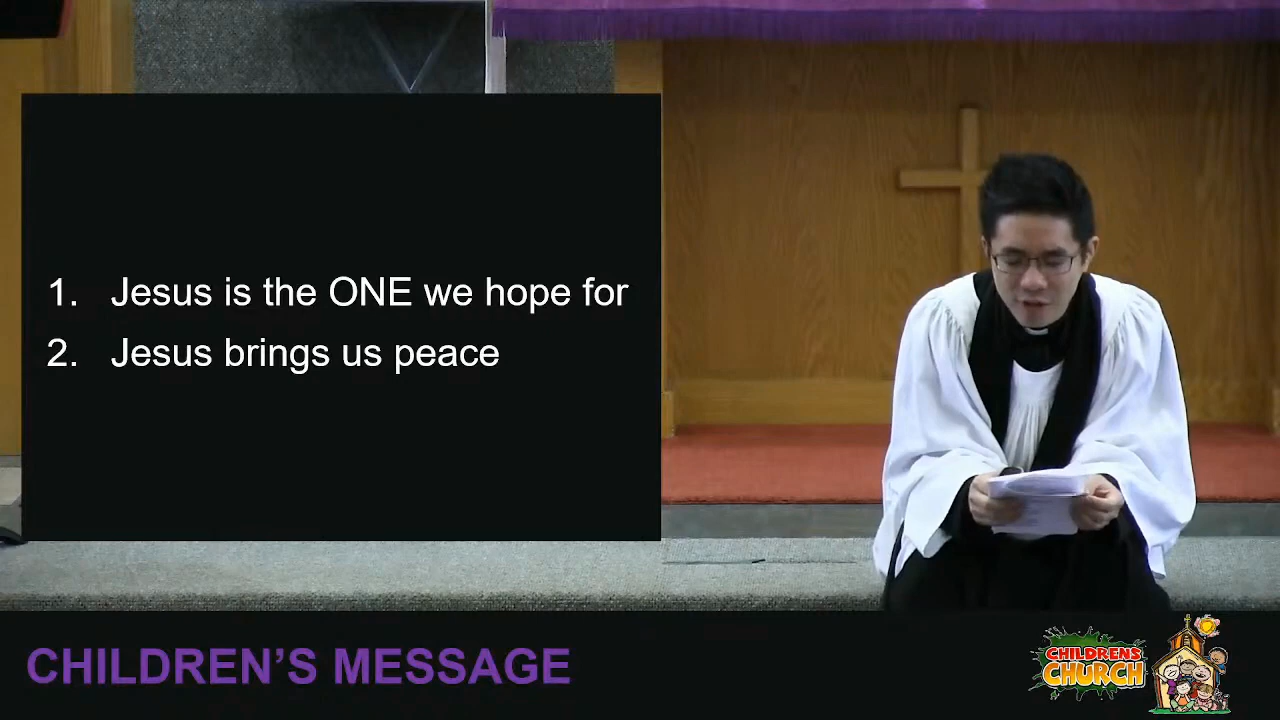 1. Jesus is the ONE we hope for
2. Jesus brings us peace
CHILDREN’S MESSAGE
CHILDRENS
CHURCH